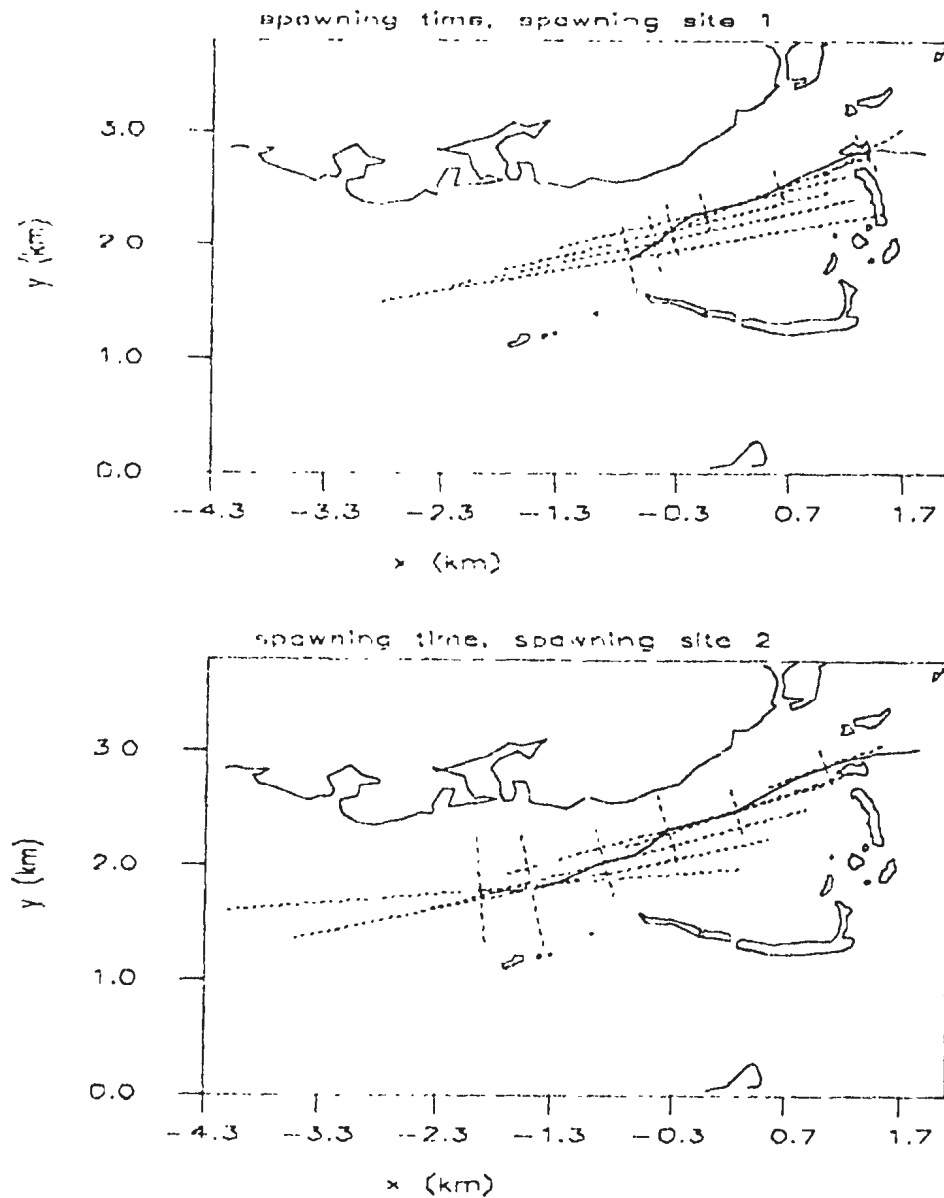 spawning time, spawning site 1
3.0
2.0
1.0
0.0
y (km)
-4.3 -3.3 -2.3 -1.3 -0.3 0.7 1.7
x (km)
spawning time, spawning site 2
3.0
2.0
1.0
0.0
y (km)
-4.3 -3.3 -2.3 -1.3 -0.3 0.7 1.7
x (km)